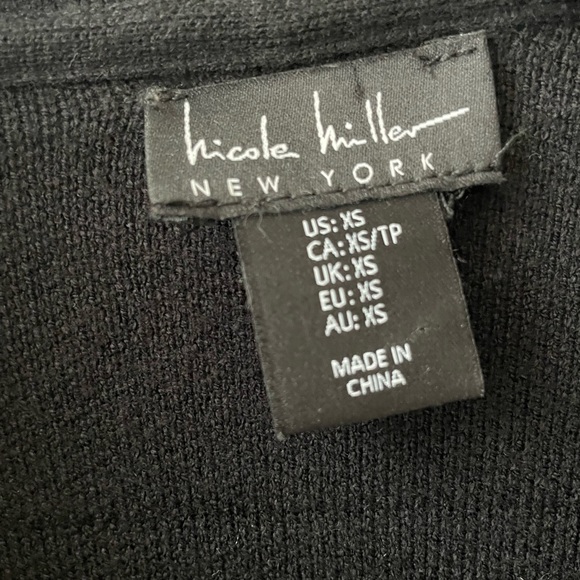 Nicole Miller
NEW YORK
US: XS
CA: XS/TP
UK: XS
EU: XS
AU: XS
MADE IN
CHINA